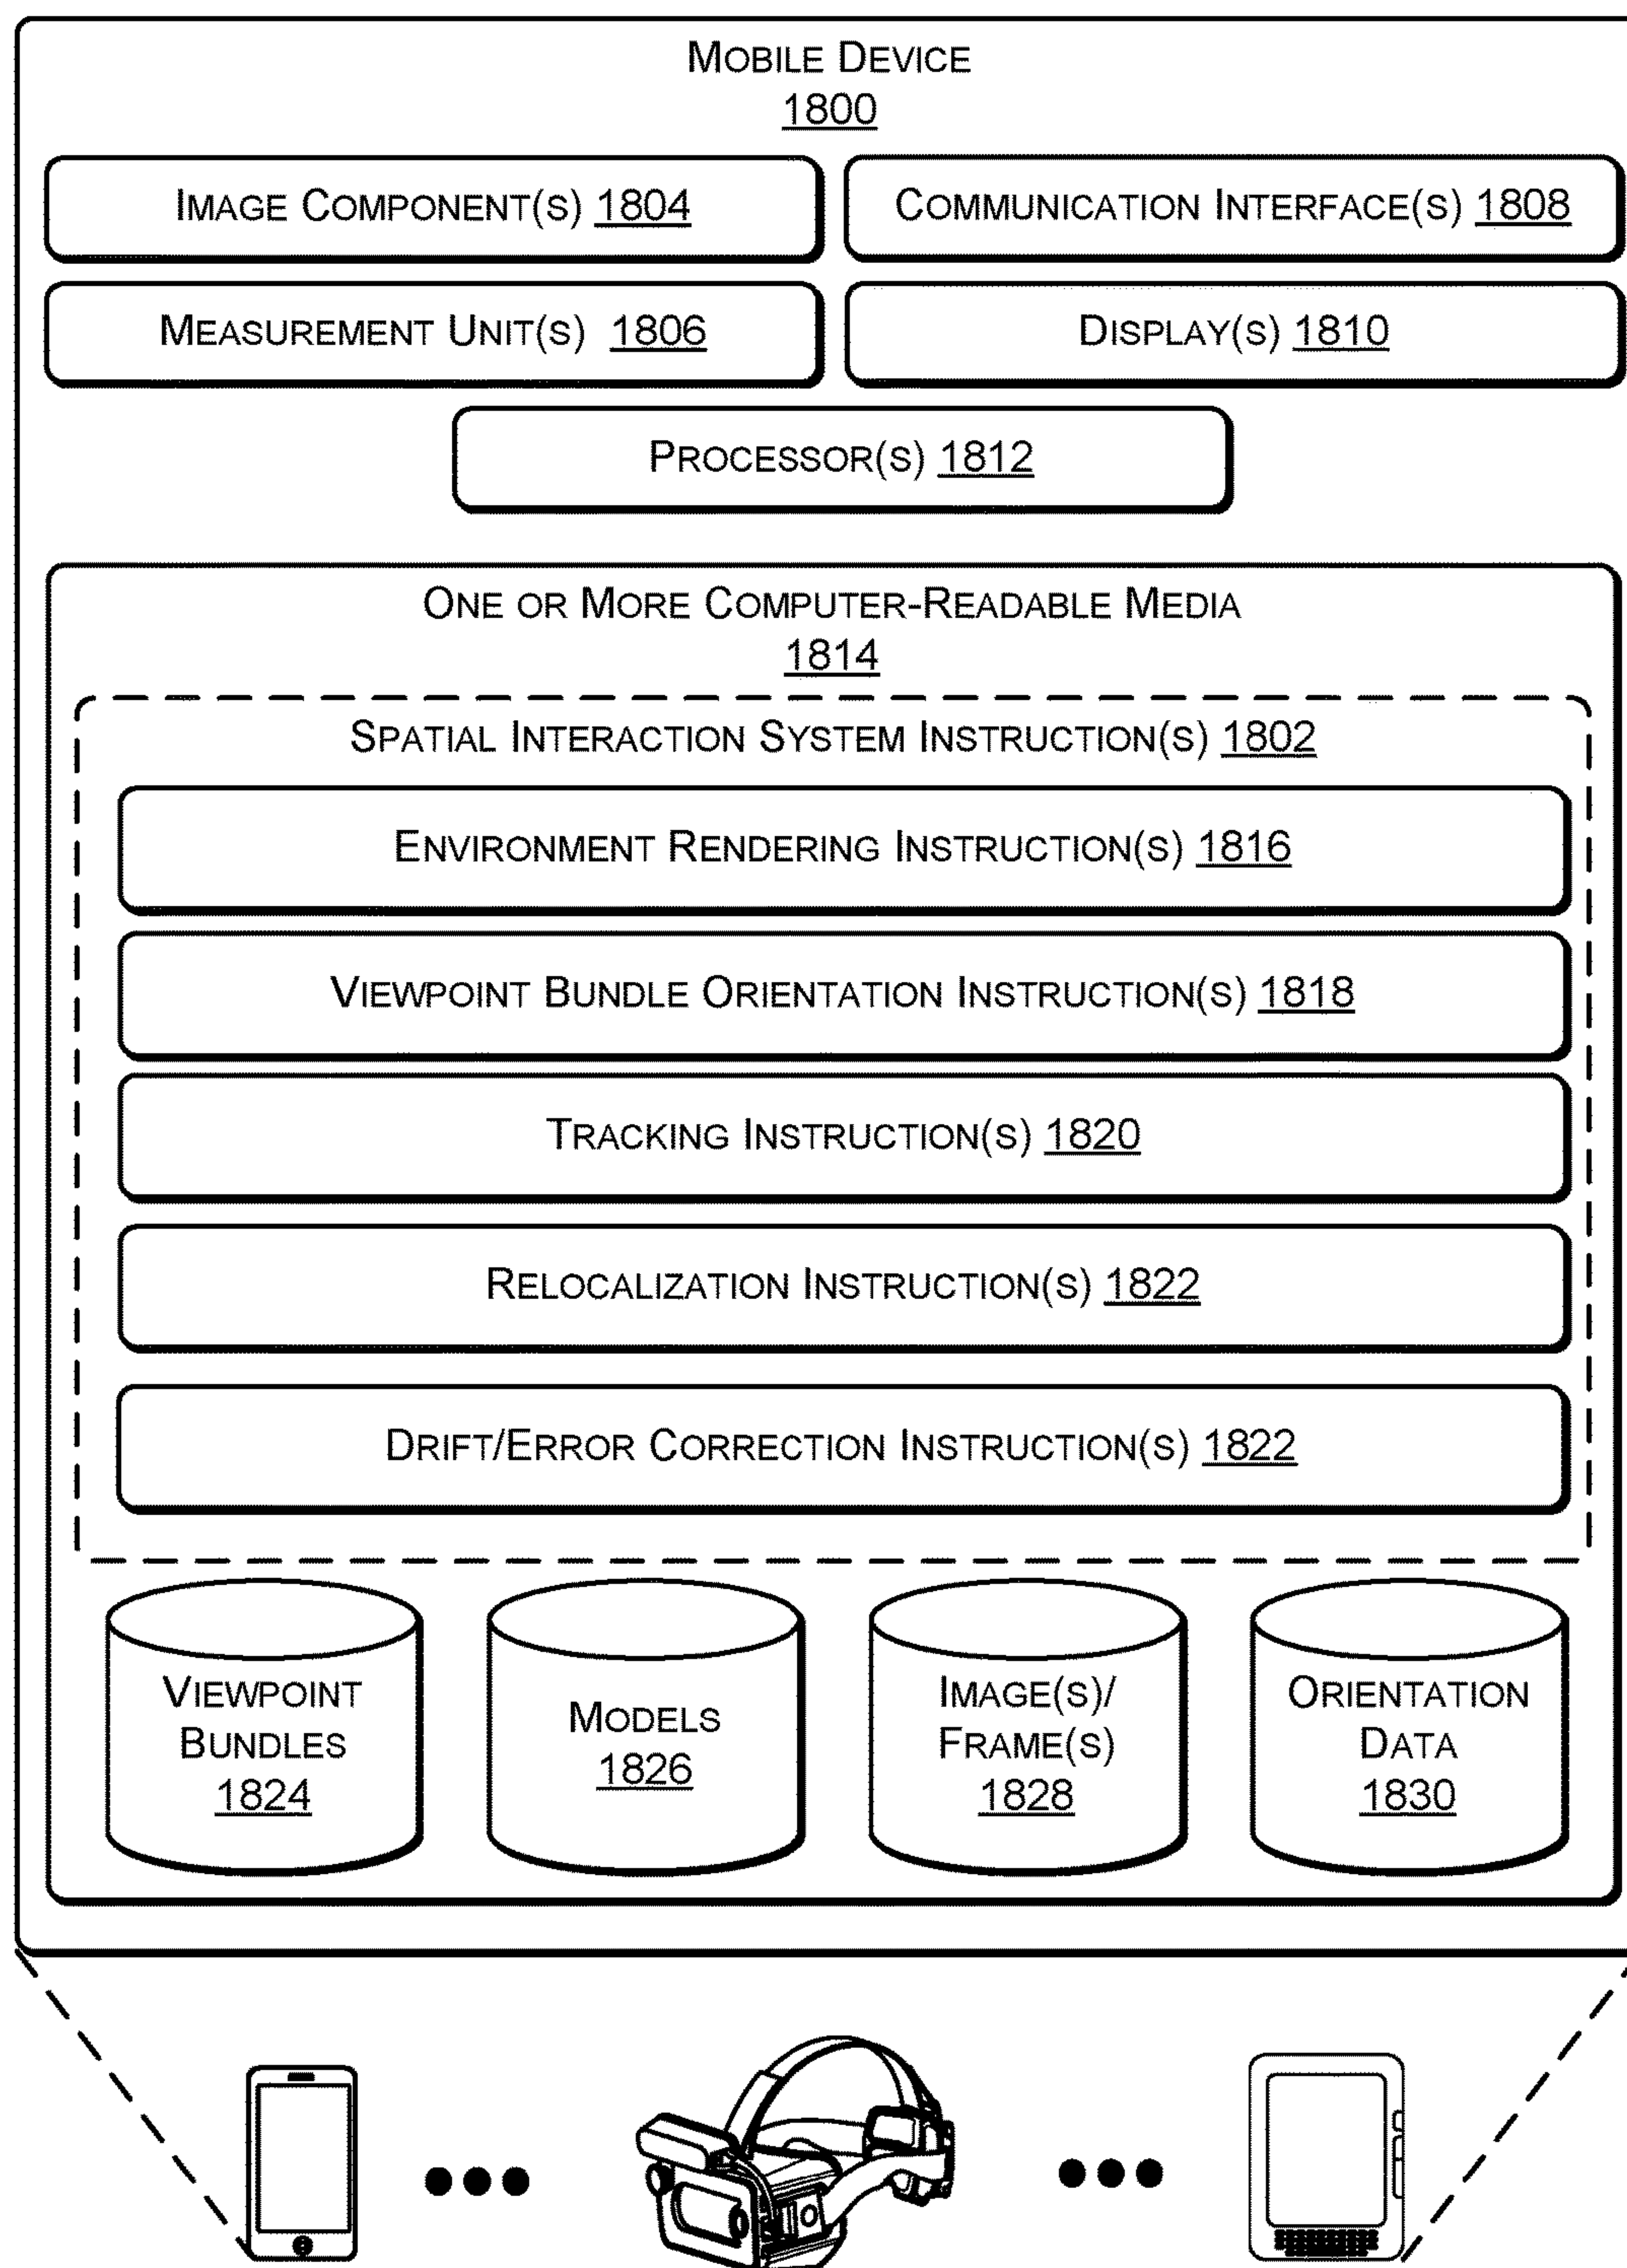 MOBILE DEVICE
1800
IMAGE COMPONENT(S) 1804
COMMUNICATION INTERFACE(S) 1808
MEASUREMENT UNIT(S) 1806
DISPLAY(S) 1810
PROCESSOR(S) 1812
ONE OR MORE COMPUTER-READABLE MEDIA
1814
SPATIAL INTERACTION SYSTEM INSTRUCTION(S) 1802
ENVIRONMENT RENDERING INSTRUCTION(S) 1816
VIEWPOINT BUNDLE ORIENTATION INSTRUCTION(S) 1818
TRACKING INSTRUCTION(S) 1820
RELOCALIZATION INSTRUCTION(S) 1822
DRIFT/ERROR CORRECTION INSTRUCTION(S) 1822
VIEWPOINT
BUNDLES
1824
MODELS
1826
IMAGE(S)/
FRAME(S)
1828
ORIENTATION
DATA
1830